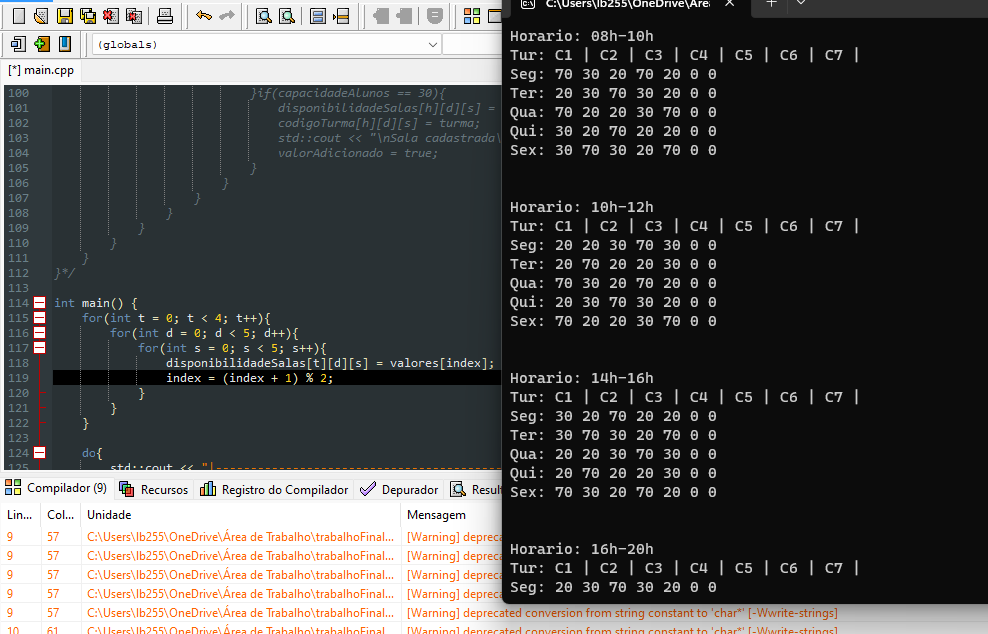 (globals)
[*] main.cpp
100 }if(capacidadeAlunos == 30){
101 disponibilidadeSalas[h][d][s] =
102 codigoTurma[h][d][s] = turma;
103 std::cout << "\nSala cadastrada\
104 valorAdicionado = true;
105 }
106 }
107 }
108 }
109 }
110 }
111 }
112 }*/
113
114 int main() {
115 for(int t = 0; t < 4; t++){
116 for(int d = 0; d < 5; d++){
117 for(int s = 0; s < 5; s++){
118 disponibilidadeSalas[t][d][s] = valores[index];
119 index = (index + 1) % 2;
120 }
121 }
122 }
123
124 do{
125 std::cout << "|------------------------------------------
Compilador (9) Recursos Registro do Compilador Depurador Result
Lin... Col... Unidade Mensagem
9 57 C:\Users\lb255\OneDrive\Área de Trabalho\trabalhoFinal... [Warning] depreca
9 56 C:\Users\lb255\OneDrive\Área de Trabalho\trabalhoFinal... [Warning] depreca
9 57 C:\Users\lb255\OneDrive\Área de Trabalho\trabalhoFinal... [Warning] depreca
9 57 C:\Users\lb255\OneDrive\Área de Trabalho\trabalhoFinal... [Warning] depreca
9 57 C:\Users\lb255\OneDrive\Área de Trabalho\trabalhoFinal... [Warning] deprecated conversion from string constant to 'char*' [-Wwrite-strings]
10 61 C:\Users\lb255\OneDrive\Área de Trabalho\trabalhoFinal... [Warning] deprecated conversion from string constant to 'char*' [-Wwrite-strings]
C:\Users\lb255\OneDrive\Área
Horario: 08h-10h
Tur: C1 | C2 | C3 | C4 | C5 | C6 | C7 |
Seg: 70 30 20 70 20 0 0
Ter: 20 30 70 30 20 0 0
Qua: 70 20 20 30 70 0 0
Qui: 30 20 70 20 20 0 0
Sex: 30 70 30 20 70 0 0
Horario: 10h-12h
Tur: C1 | C2 | C3 | C4 | C5 | C6 | C7 |
Seg: 20 20 30 70 30 0 0
Ter: 20 70 20 20 30 0 0
Qua: 70 20 30 70 20 0 0
Qui: 20 30 70 30 20 0 0
Sex: 70 20 20 30 70 0 0
Horario: 14h-16h
Tur: C1 | C2 | C3 | C4 | C5 | C6 | C7 |
Seg: 30 20 70 20 20 0 0
Ter: 30 70 30 20 70 0 0
Qua: 20 20 30 70 30 0 0
Qui: 20 70 20 20 30 0 0
Sex: 70 30 20 70 20 0 0
Horario: 16h-20h
Tur: C1 | C2 | C3 | C4 | C5 | C6 | C7 |
Seg: 20 30 70 30 20 0 0